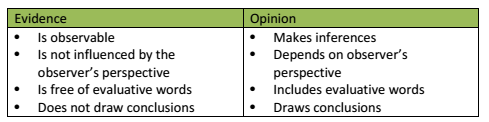 Evidence
• Is observable
• Is not influenced by the
observer's perspective
• Is free of evaluative words
• Does not draw conclusions
Opinion
• Makes inferences
• Depends on observer's
perspective
• Includes evaluative words
• Draws conclusions